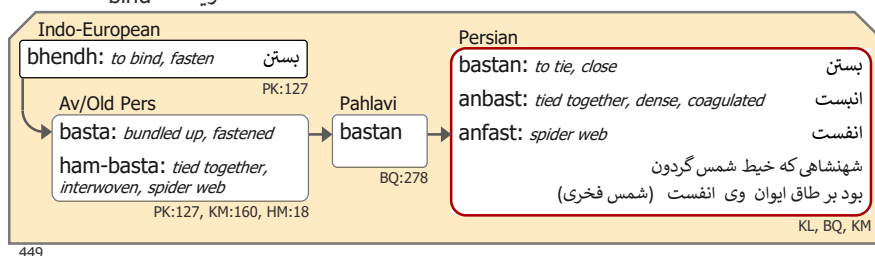 Indo-European
bhendh: to bind, fasten بستن
PK:127
Av/Old Pers
basta: bundled up, fastened
ham-basta: tied together,
interwoven, spider web
PK:127, KM:160, HM:18
Pahlavi
bastan
BQ:278
Persian
bastan: to tie, close بستن
anbast: tied together, dense, coagulated انبست
anfast: spider web انفست
شهنشاهی که خیط شمس گردون
بود بر طاق ایوان وی انفست (شمس فخری)
KL, BQ, KM
449